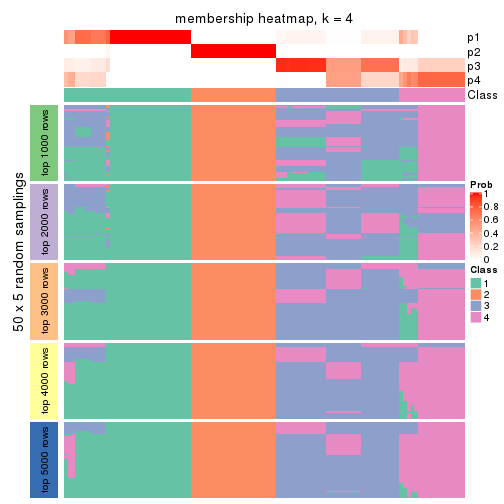 membership heatmap, k = 4
p1
p2
p3
p4
Class
50 x 5 random samplings
top 1000 rows
top 2000 rows
top 3000 rows
top 4000 rows
top 5000 rows
Prob
1
0.8
0.6
0.4
0.2
0
Class
1
2
3
4